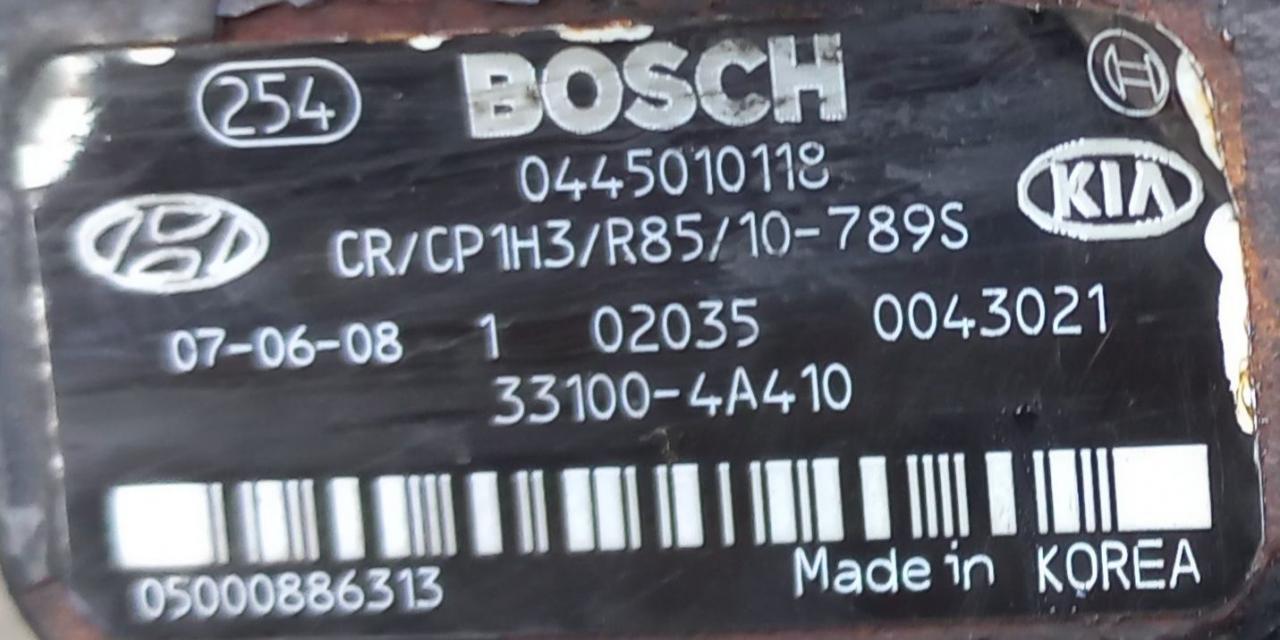 254 BOSCH
0445010118
KIA
CR/CP1H3/R85/10-789S
07-06-08 1 02035 0043021
33100-4A410
05000886313
Made in KOREA